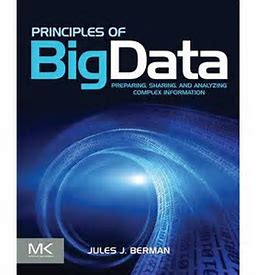 PRINCIPLES OF
BigData
PREPARING, SHARING, AND ANALYZING
COMPLEX INFORMATION
MK
JULES J. BERMAN